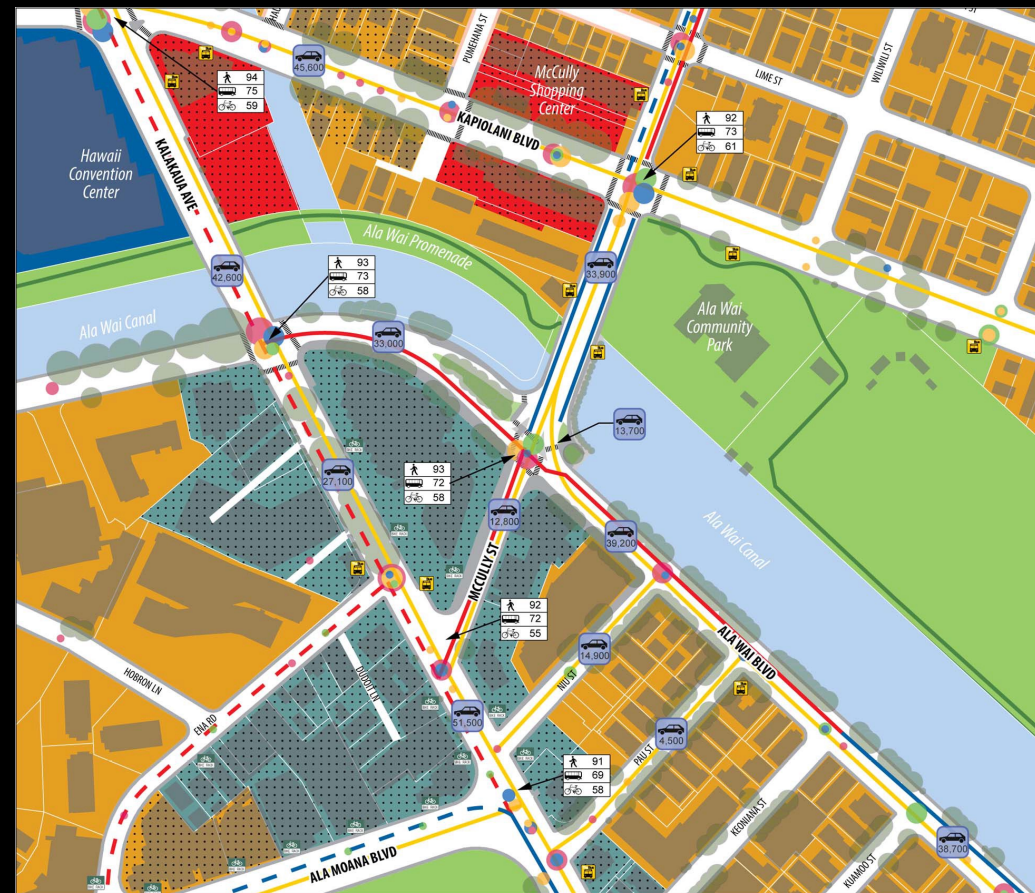 PUMEHANA ST
WILIWILI ST
LIME ST
45,600
McCully
Shopping
Center
94
75
59
92
73
61
KAPIOLANI BLVD
Hawaii
Convention
Center
KALAKAUA AVE
Ala Wai Promenade
93
73
58
42,600
33,900
Ala Wai Canal
Ala Wai
Community
Park
33,000
13,700
93
72
58
27,100
12,800
MCCULLY ST
39,200
Ala Wai Canal
92
72
55
14,900
ALA WAI BLVD
HOBRON LN
ENA RD
DUDOIT LN
NIU ST
51,500
4,500
PAU ST
91
69
58
KEONIANA ST
KUAMOO ST
38,700
ALA MOANA BLVD